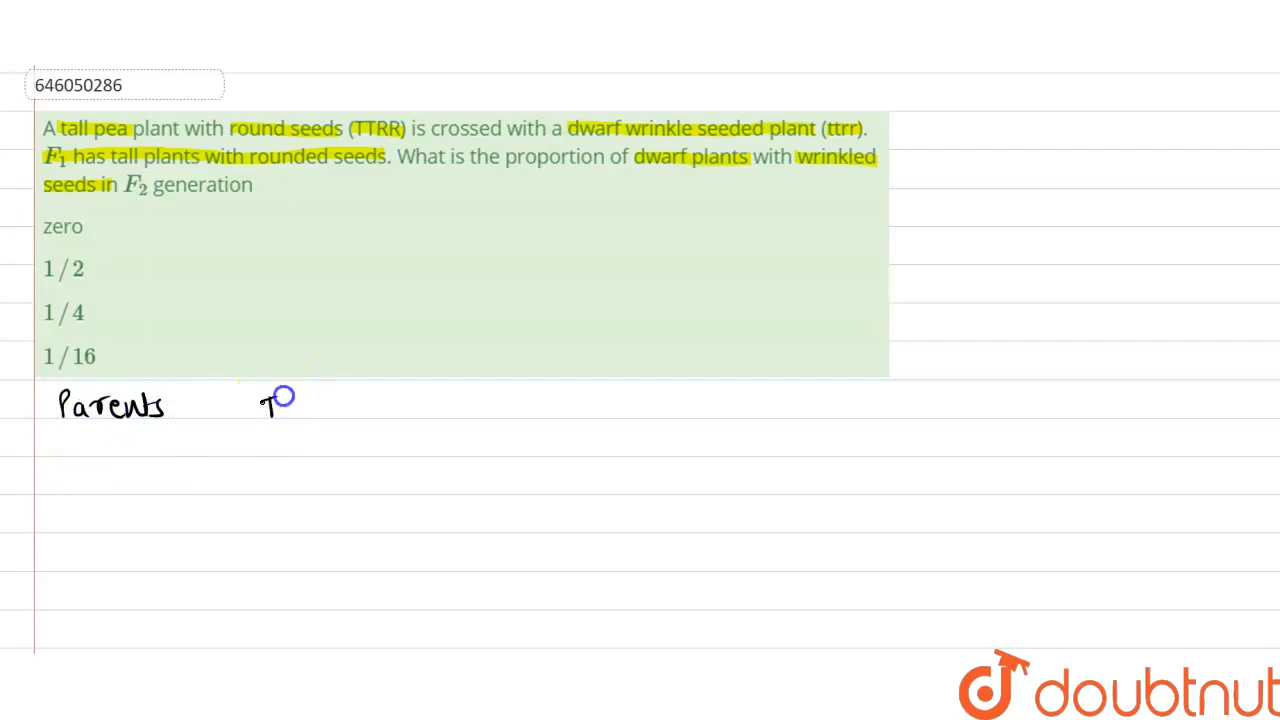 646050286
A tall pea plant with round seeds (TTRR) is crossed with a dwarf wrinkle seeded plant (ttrr).
F₁ has tall plants with rounded seeds. What is the proportion of dwarf plants with wrinkled
seeds in F₂ generation
zero
1/2
1/4
1/16
Parents T
doubtnut